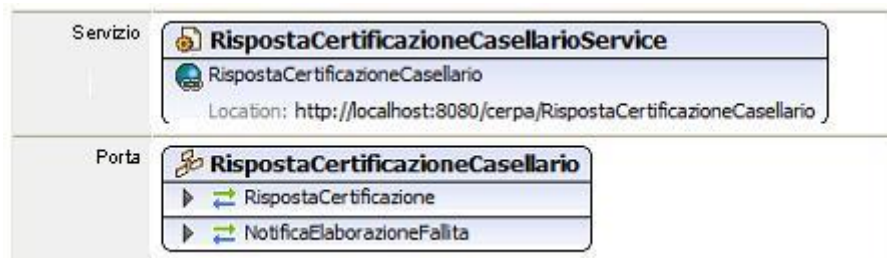 Servizio
RispostaCertificazioneCasellarioService
RispostaCertificazioneCasellario
Location: http://localhost:8080/cerpa/RispostaCertificazioneCasellario
Porta
RispostaCertificazioneCasellario
RispostaCertificazione
NotificaElaborazioneFallita